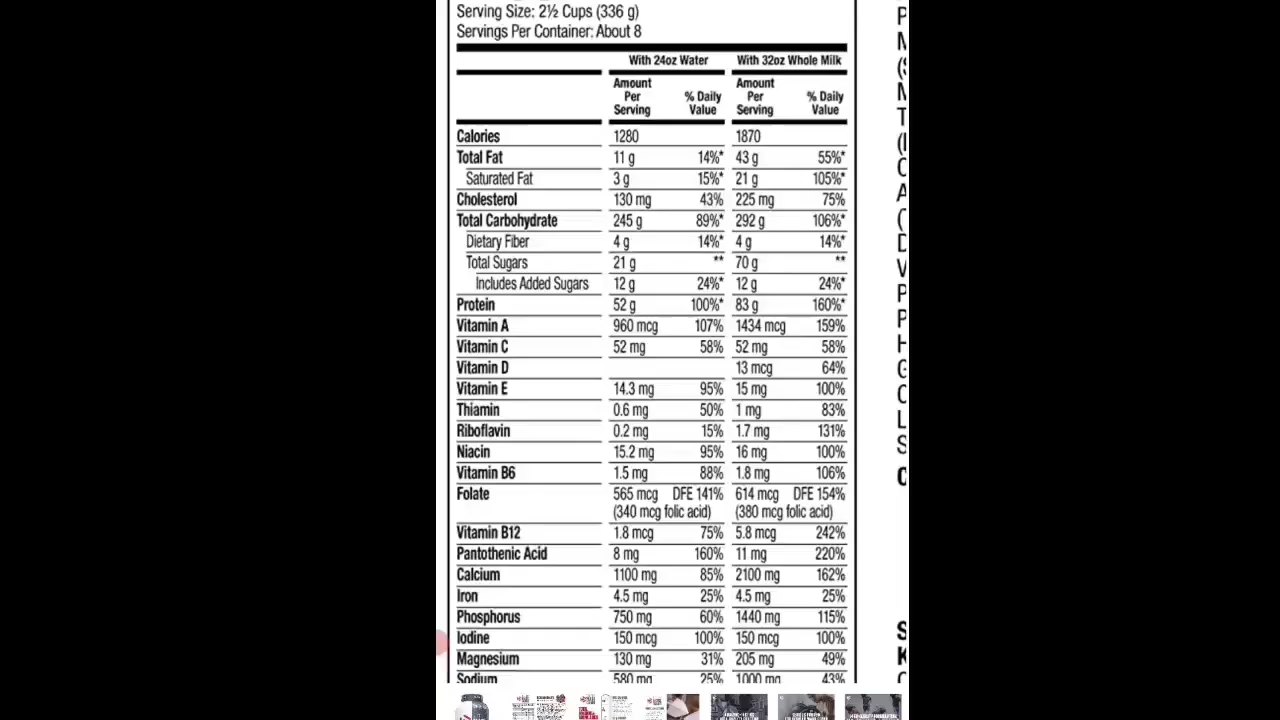 Serving Size: 2½ Cups (336 g)
Servings Per Container: About 8
With 24oz Water With 32oz Whole Milk
Amount Per Serving % Daily Value Amount Per Serving % Daily Value
Calories 1280 1870
Total Fat 11 g 14%* 43 g 55%*
Saturated Fat 3 g 15%* 21 g 105%*
Cholesterol 130 mg 43% 225 mg 75%
Total Carbohydrate 245 g 89%* 292 g 106%*
Dietary Fiber 4 g 14%* 4 g 14%*
Total Sugars 21 g ** 70 g **
Includes Added Sugars 12 g 24%* 12 g 24%*
Protein 52 g 100%* 83 g 160%*
Vitamin A 960 mcg 107% 1434 mcg 159%
Vitamin C 52 mg 58% 52 mg 58%
Vitamin D 13 mcg 64%
Vitamin E 14.3 mg 95% 15 mg 100%
Thiamin 0.6 mg 50% 1 mg 83%
Riboflavin 0.2 mg 15% 1.7 mg 131%
Niacin 15.2 mg 95% 16 mg 100%
Vitamin B6 1.5 mg 88% 1.8 mg 106%
Folate 565 mcg DFE 141% 614 mcg DFE 154%
(340 mcg folic acid) (380 mcg folic acid)
Vitamin B12 1.8 mcg 75% 5.8 mcg 242%
Pantothenic Acid 8 mg 160% 11 mg 220%
Calcium 1100 mg 85% 2100 mg 162%
Iron 4.5 mg 25% 4.5 mg 25%
Phosphorus 750 mg 60% 1440 mg 115%
Iodine 150 mcg 100% 150 mcg 100%
Magnesium 130 mg 31% 205 mg 49%
Sodium 580 mg 25% 1000 mg 43%